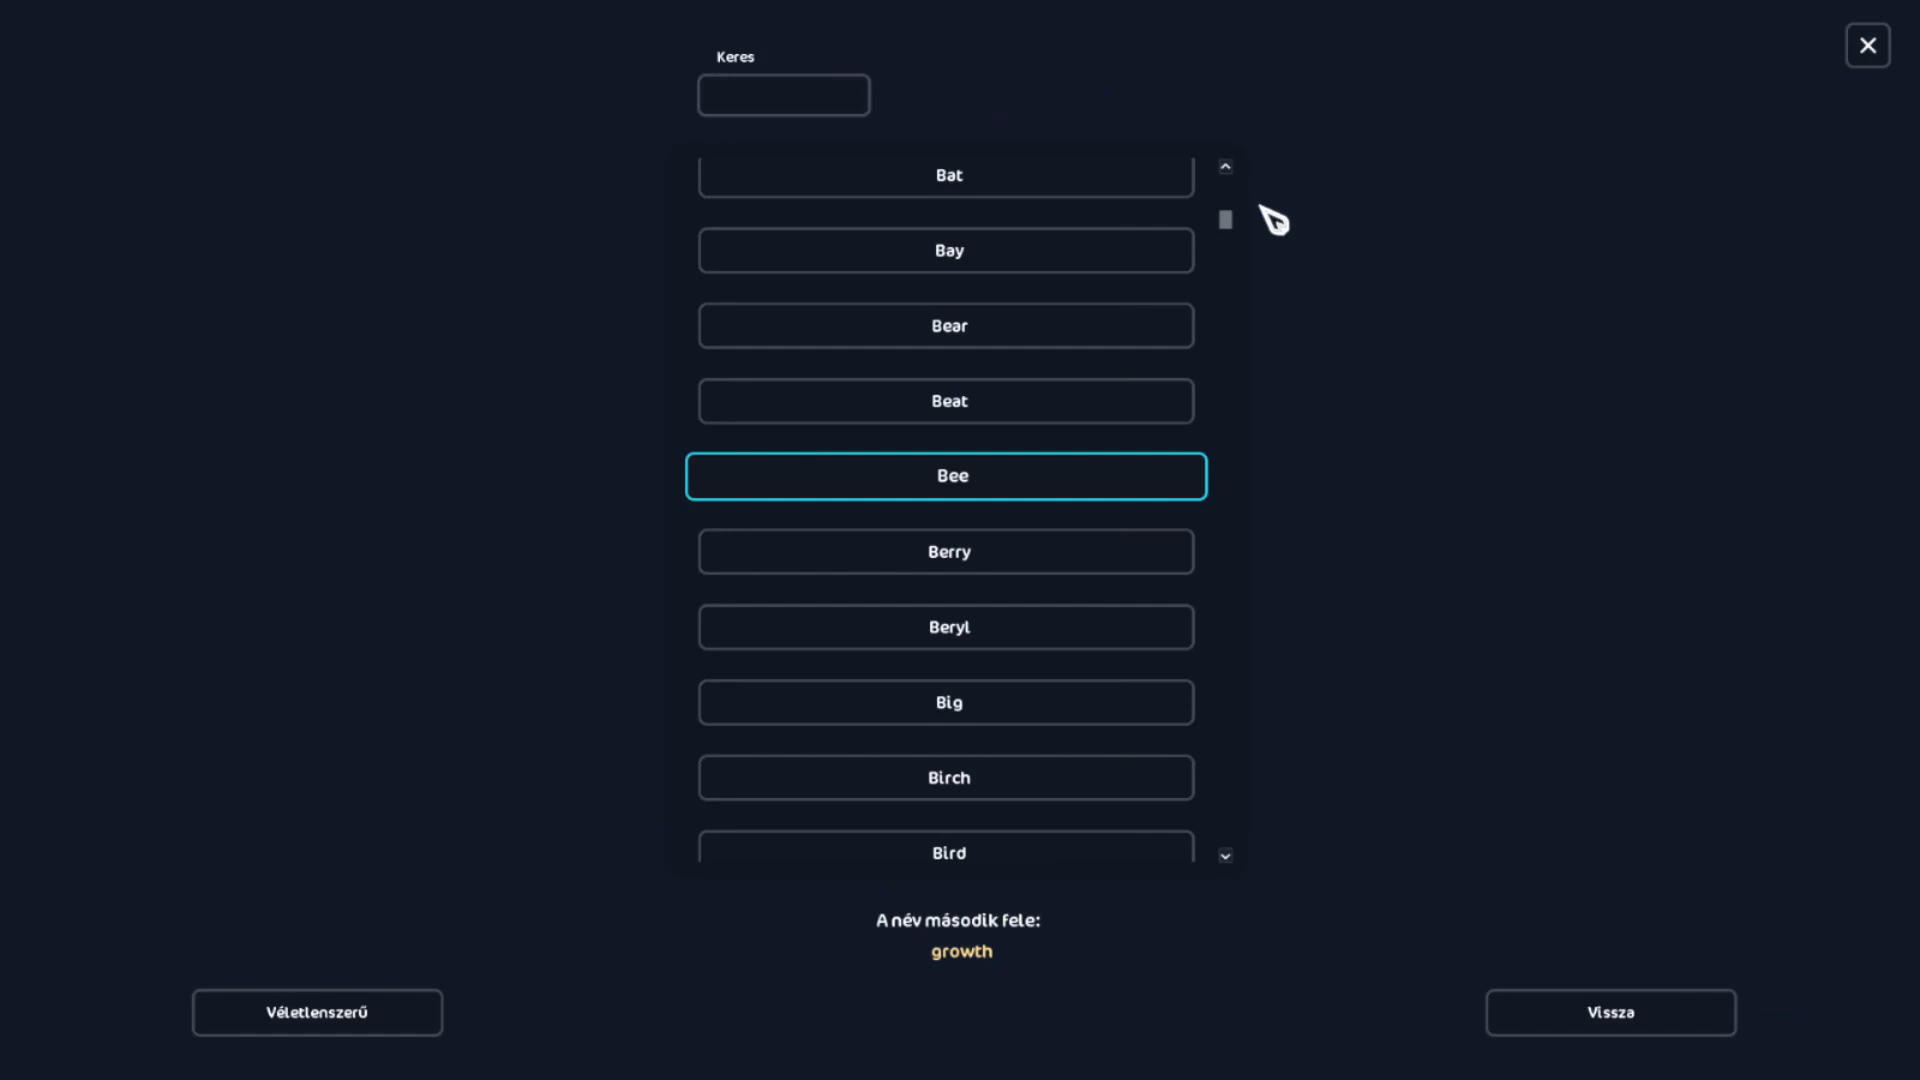 Keres
Bat
Bay
Bear
Beat
Bee
Berry
Beryl
Big
Birch
Bird
A név második fele:
growth
Véletlenszerű
Vissza